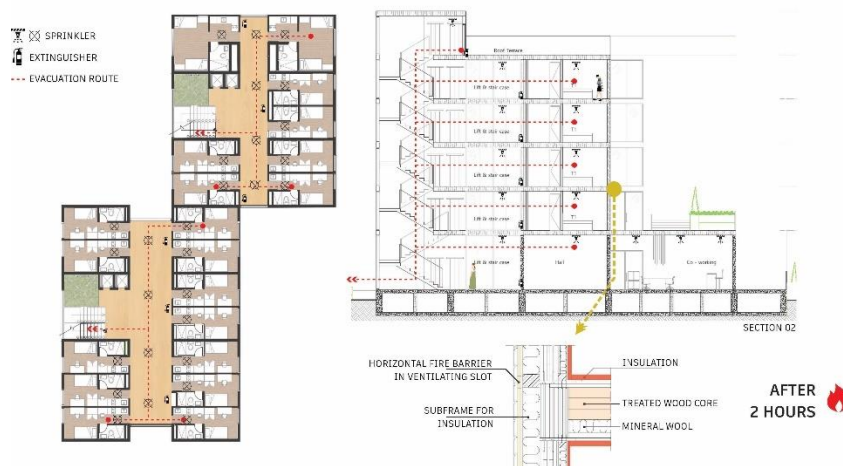 SPRINKLER
EXTINGUISHER
EVACUATION ROUTE
Roof Terrace
Lift & stair case
Lift & stair case
Lift & stair case
Lift & stair case
Lift & stair case
Hall
Co - working
SECTION 02
HORIZONTAL FIRE BARRIER
IN VENTILATING SLOT
SUBFRAME FOR
INSULATION
INSULATION
TREATED WOOD CORE
MINERAL WOOL
AFTER
2 HOURS